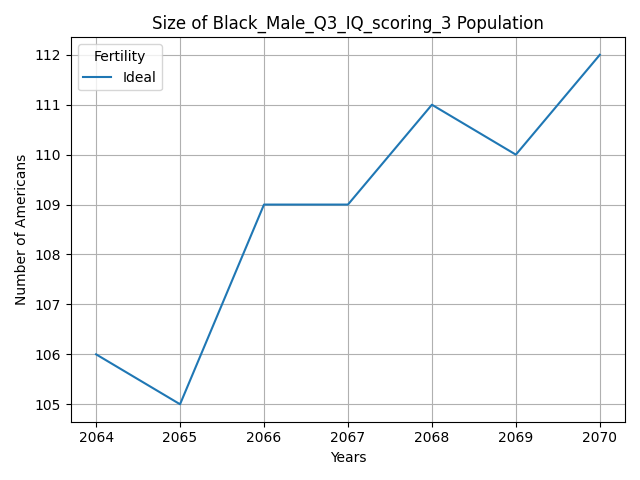 Size of Black_Male_Q3_IQ_scoring_3 Population
Fertility
Ideal
Number of Americans
112
111
110
109
108
107
106
105
2064 2065 2066 2067 2068 2069 2070
Years